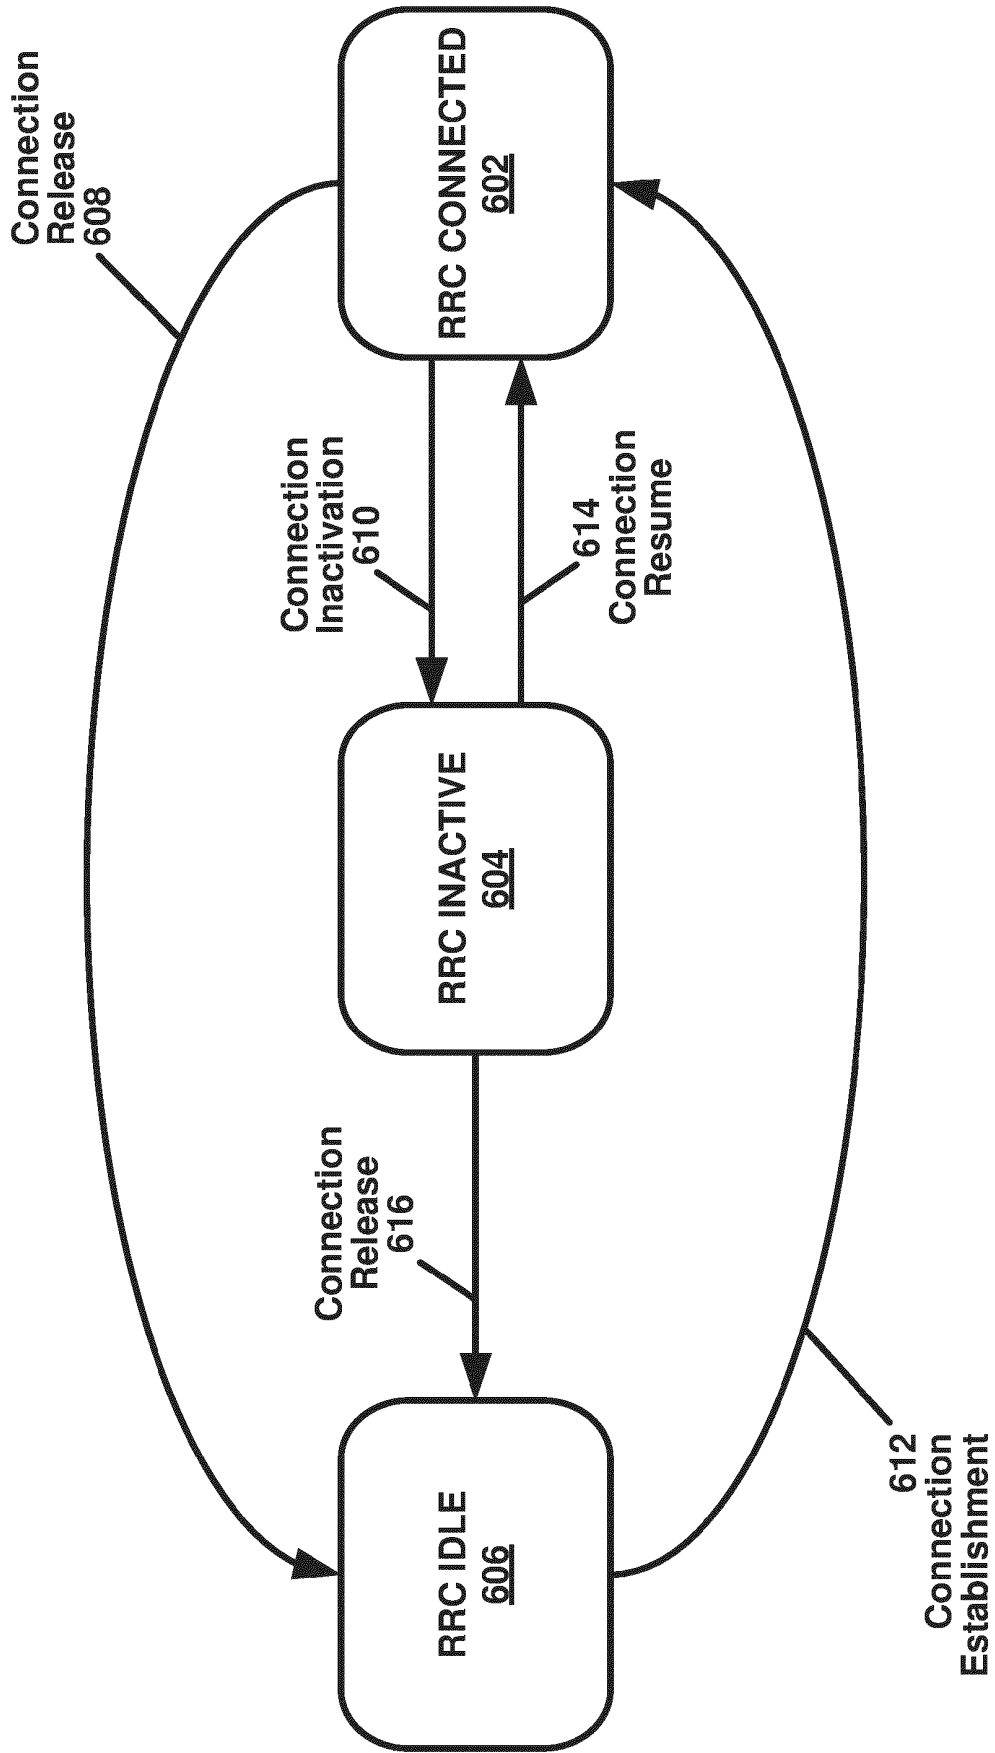 Connection
Release
608
RRC IDLE
606
Connection
Release
616
RRC INACTIVE
604
Connection
Inactivation
610
614
Connection
Resume
RRC CONNECTED
602
612
Connection
Establishment